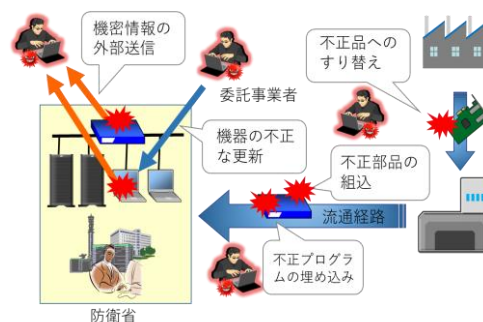 機密情報の
外部送信
不正品への
すり替え
委託事業者
機器の不正
な更新
不正部品の
組込
流通経路
不正プログラ
ムの埋め込み
防衛省